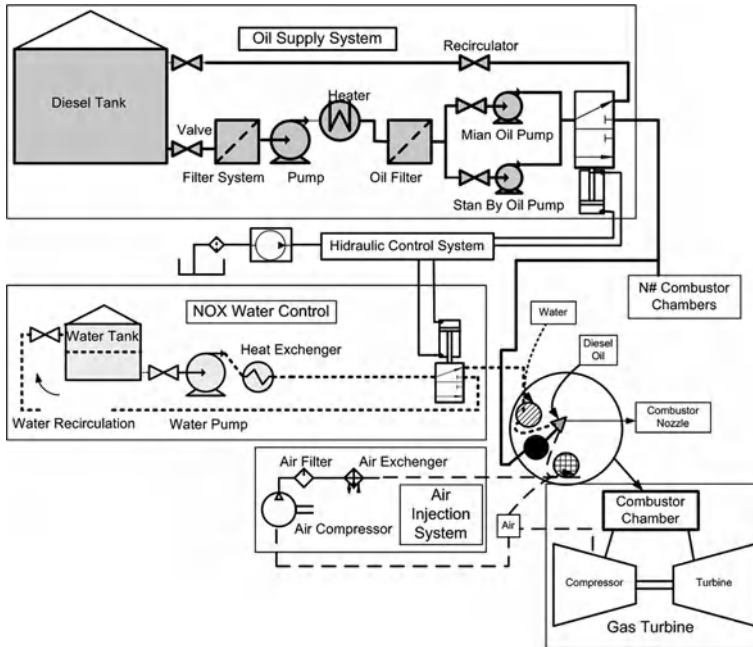 Oil Supply System
Recirculator
Diesel Tank
Heater
Valve
Mian Oil Pump
Filter System
Pump
Oil Filter
Stan By Oil Pump
Hidraulic Control System
N# Combustor
Chambers
NOX Water Control
Water
Water Tank
Diesel
Oil
Heat Exchenger
Combustor
Nozzle
Water Recirculation
Water Pump
Air Filter
Air Exchenger
Air
Injection
System
Air Compressor
Air
Combustor
Chamber
Compressor
Turbine
Gas Turbine